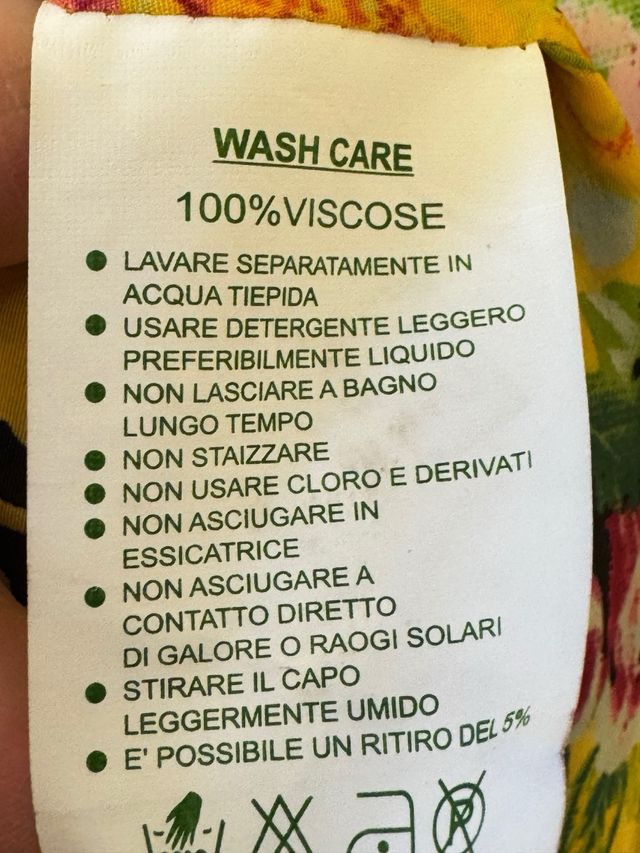 WASH CARE
100%VISCOSE
● LAVARE SEPARATAMENTE IN
ACQUA TIEPIDA
● USARE DETERGENTE LEGGERO
PREFERIBILMENTE LIQUIDO
● NON LASCIARE A BAGNO
LUNGO TEMPO
● NON STAIZZARE
● NON USARE CLORO E DERIVATI
● NON ASCIUGARE IN
ESSICATRICE
● NON ASCIUGARE A
CONTATTO DIRETTO
DI GALORE O RAOGI SOLARI
● STIRARE IL CAPO
LEGGERMENTE UMIDO
● E' POSSIBILE UN RITIRO DEL 5%
P